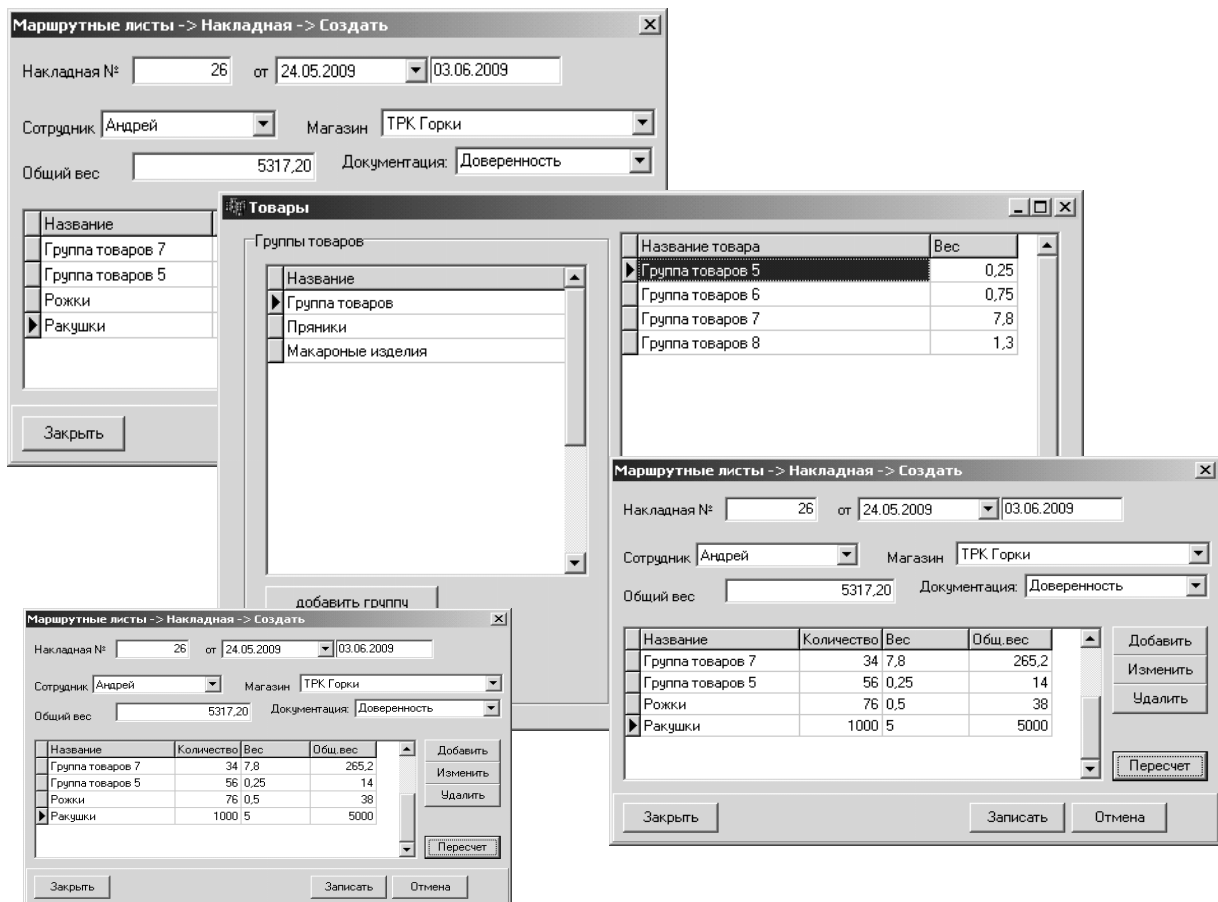 Маршрутные листы -> Накладная -> Создать
Накладная № 26 от 24.05.2009 03.06.2009
Сотрудник Андрей Магазин ТРК Горки
Общий вес 5317,20 Документация: Доверенность
Название
Группа товаров 7
Группа товаров 5
Рожки
Ракушки
Закрыть
Товары
Группы товаров
Название
Группа товаров
Пряники
Макароные изделия
добавить группу
Название товара Вес
Группа товаров 5 0,25
Группа товаров 6 0,75
Группа товаров 7 7,8
Группа товаров 8 1,3
Маршрутные листы -> Накладная -> Создать
Накладная № 26 от 24.05.2009 03.06.2009
Сотрудник Андрей Магазин ТРК Горки
Общий вес 5317,20 Документация: Доверенность
Название Количество Вес Общ.вес
Группа товаров 7 34 7,8 265,2
Группа товаров 5 56 0,25 14
Рожки 76 0,5 38
Ракушки 1000 5 5000
Добавить
Изменить
Удалить
Пересчет
Закрыть Записать Отмена
Маршрутные листы -> Накладная -> Создать
Накладная № 26 от 24.05.2009 03.06.2009
Сотрудник Андрей Магазин ТРК Горки
Общий вес 5317,20 Документация: Доверенность
Название Количество Вес Общ.вес
Группа товаров 7 34 7,8 265,2
Группа товаров 5 56 0,25 14
Рожки 76 0,5 38
Ракушки 1000 5 5000
Добавить
Изменить
Удалить
Пересчет
Закрыть Записать Отмена